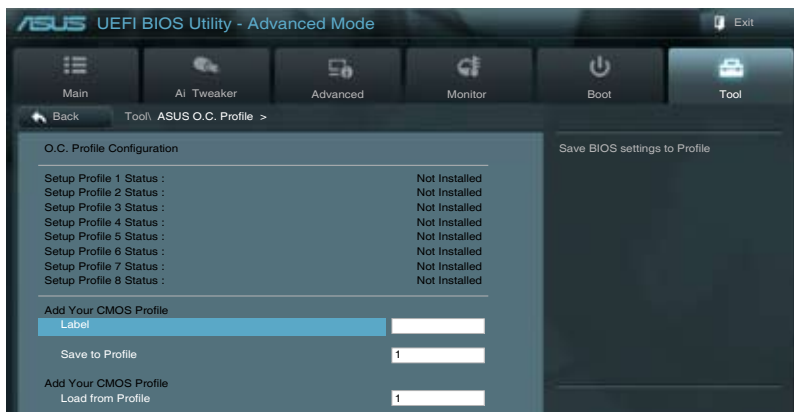 ASUS UEFI BIOS Utility - Advanced Mode
Exit
Main
Ai Tweaker
Advanced
Monitor
Boot
Tool
Back
Tool\ ASUS O.C. Profile >
O.C. Profile Configuration
Save BIOS settings to Profile
Setup Profile 1 Status : Not Installed
Setup Profile 2 Status : Not Installed
Setup Profile 3 Status : Not Installed
Setup Profile 4 Status : Not Installed
Setup Profile 5 Status : Not Installed
Setup Profile 6 Status : Not Installed
Setup Profile 7 Status : Not Installed
Setup Profile 8 Status : Not Installed
Add Your CMOS Profile
Label
Save to Profile 1
Add Your CMOS Profile
Load from Profile 1